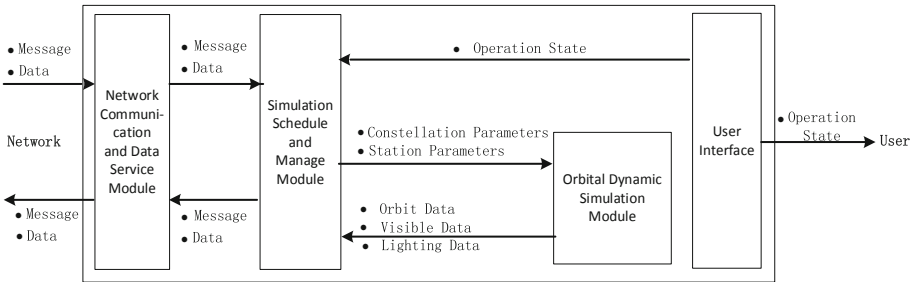 ● Message
● Data
Network
● Message
● Data
Network
Communi-
cation
and Data
Service
Module
● Message
● Data
● Message
● Data
Simulation
Schedule
and
Manage
Module
● Operation State
● Constellation Parameters
● Station Parameters
● Orbit Data
● Visible Data
● Lighting Data
Orbital Dynamic
Simulation
Module
User
Interface
● Operation
State
User